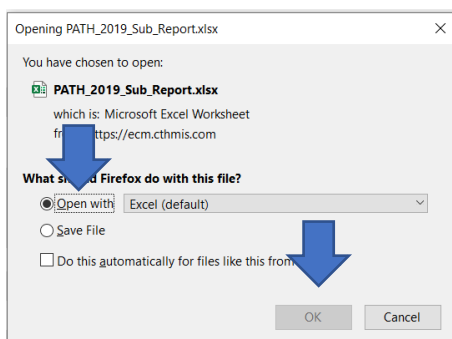 Opening PATH_2019_Sub_Report.xlsx
You have chosen to open:
PATH_2019_Sub_Report.xlsx
which is: Microsoft Excel Worksheet
https://ecm.cthmis.com
What Firefox do with this file?
Open with Excel (default)
Save File
Do this automatically for files like this from
OK Cancel